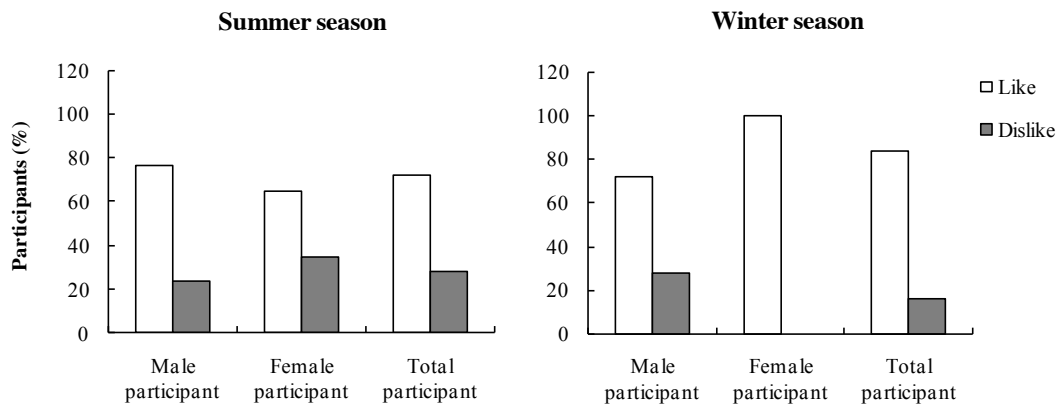 Summer season
Participants (%)
120
100
80
60
40
20
0
Male participant
Female participant
Total participant
Winter season
120
100
80
60
40
20
0
Male participant
Female participant
Total participant
Like
Dislike